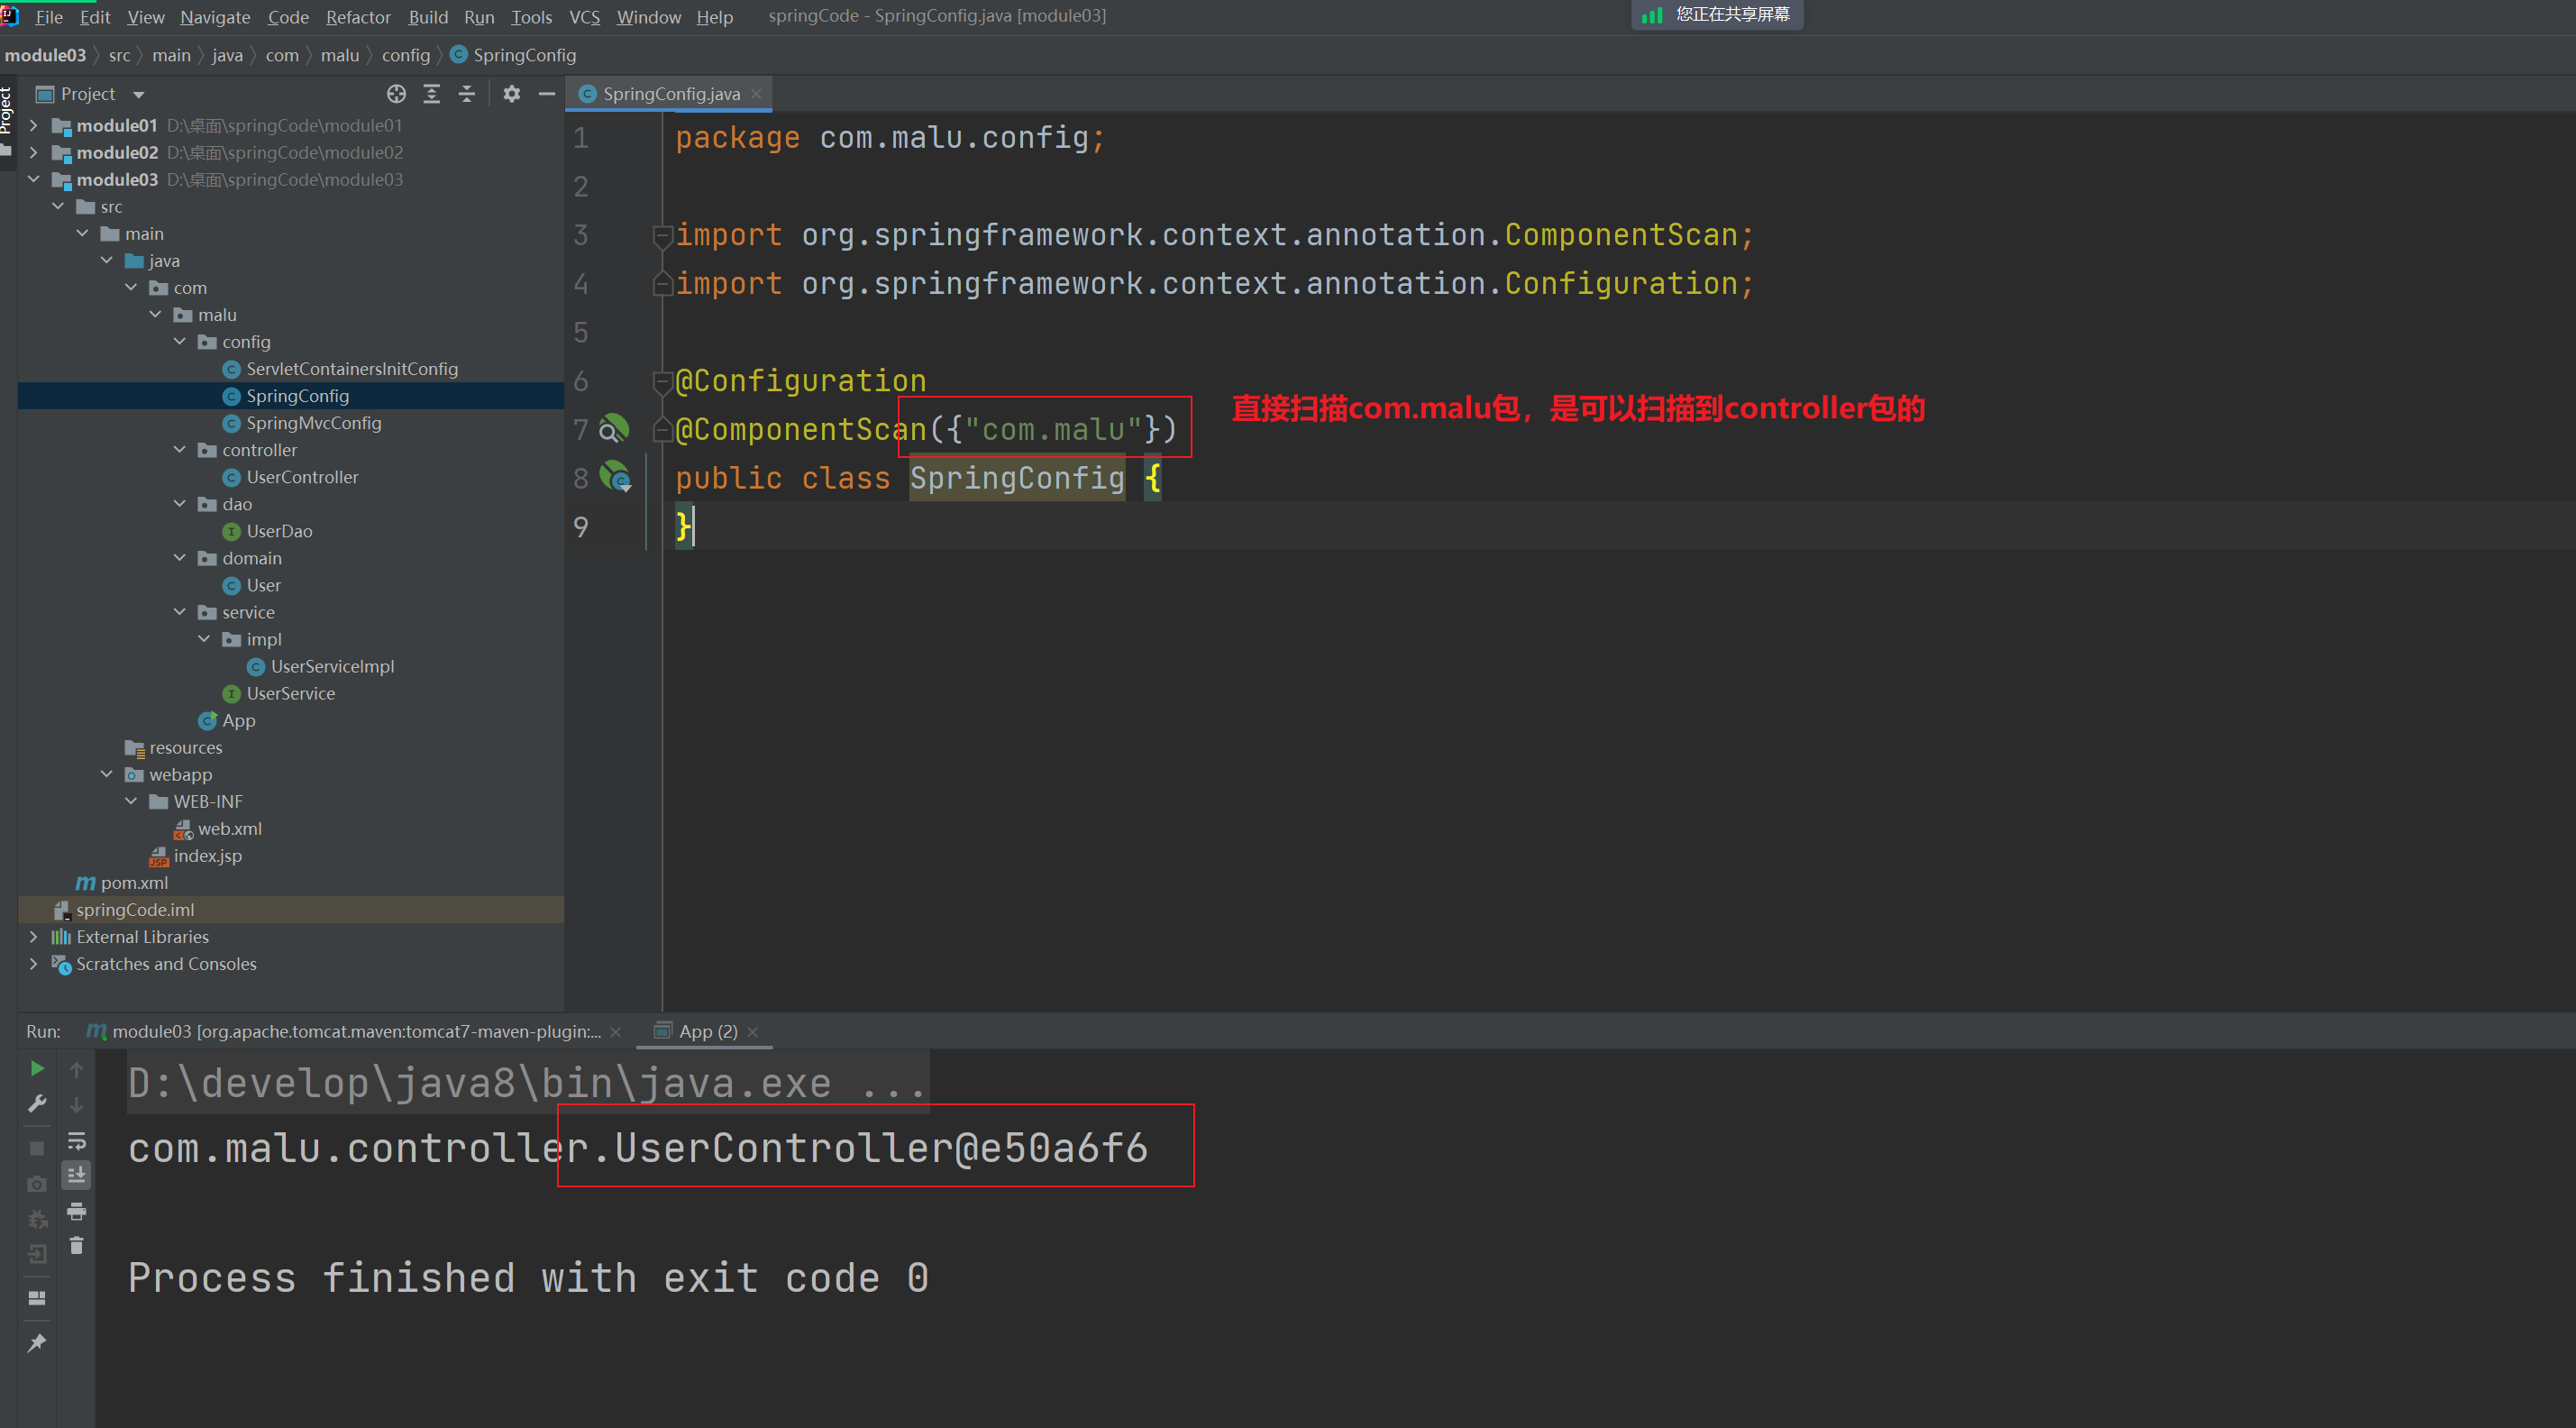 File Edit View Navigate Code Refactor Build Run Tools VCS Window Help springCode - SpringConfig.java [module03] 您正在共享屏幕
module03 src main java com malu config SpringConfig
Project
Project
SpringConfig.java
module01 D:\桌面\springCode\module01
module02 D:\桌面\springCode\module02
module03 D:\桌面\springCode\module03
src
main
java
com
malu
config
ServletContainersInitConfig
SpringConfig
SpringMvcConfig
controller
UserController
dao
UserDao
domain
User
service
impl
UserServiceImpl
UserService
App
resources
webapp
WEB-INF
web.xml
index.jsp
pom.xml
springCode.iml
External Libraries
Scratches and Consoles
1 package com.malu.config;
2
3 import org.springframework.context.annotation.ComponentScan;
4 import org.springframework.context.annotation.Configuration;
5
6 @Configuration
7 @ComponentScan({"com.malu"})
直接扫描com.malu包，是可以扫描到controller包的
8 public class SpringConfig {
9 }
Run: module03 [org.apache.tomcat.maven:tomcat7-maven-plugin:... App (2)
D:\develop\java8\bin\java.exe ...
com.malu.controller.UserController@e50a6f6
Process finished with exit code 0